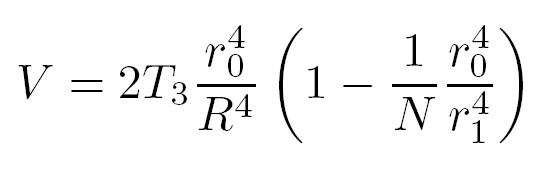 $V = 2T_3 \frac{r_0^4}{R^4} \left( 1 - \frac{1}{N} \frac{r_0^4}{r_1^4} \right)$